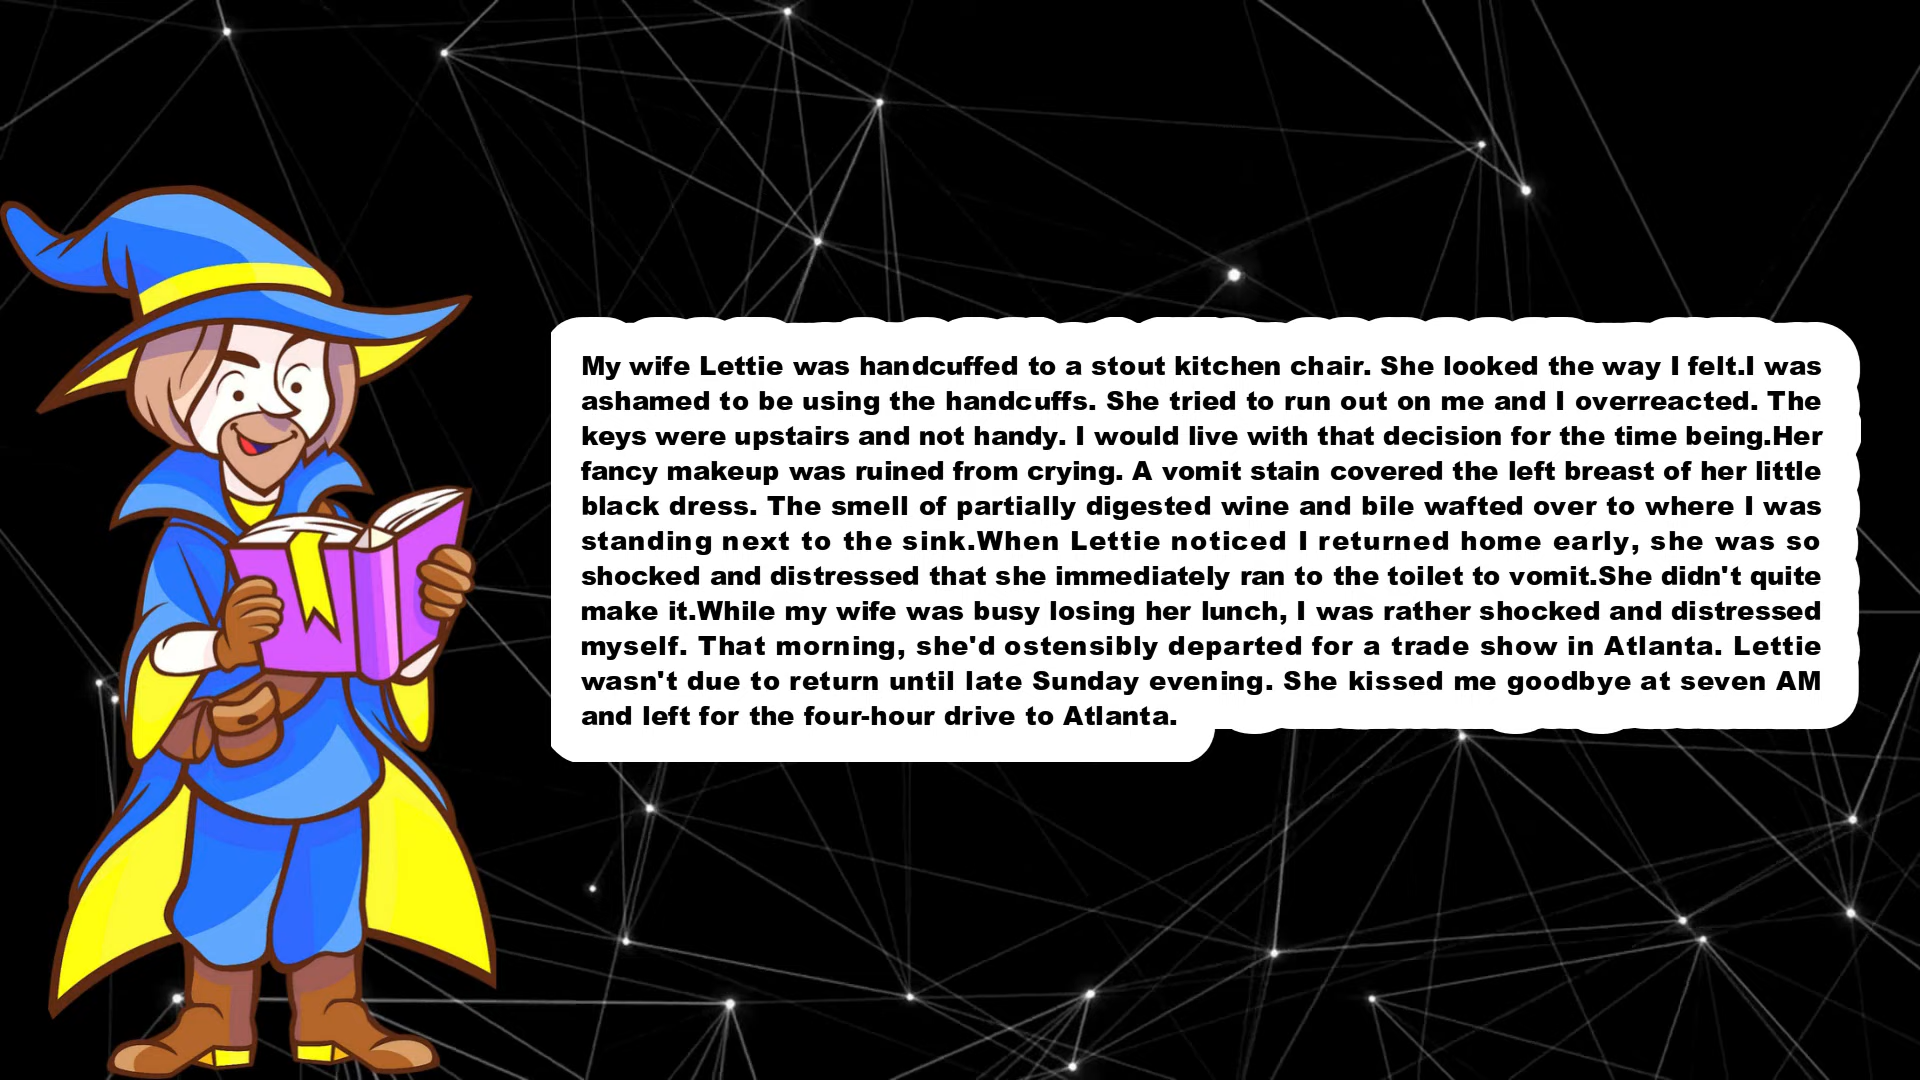 My wife Lettie was handcuffed to a stout kitchen chair. She looked the way I felt.I was
ashamed to be using the handcuffs. She tried to run out on me and I overreacted. The
keys were upstairs and not handy. I would live with that decision for the time being.Her
fancy makeup was ruined from crying. A vomit stain covered the left breast of her little
black dress. The smell of partially digested wine and bile wafted over to where I was
standing next to the sink.When Lettie noticed I returned home early, she was so
shocked and distressed that she immediately ran to the toilet to vomit.She didn't quite
make it.While my wife was busy losing her lunch, I was rather shocked and distressed
myself. That morning, she'd ostensibly departed for a trade show in Atlanta. Lettie
wasn't due to return until late Sunday evening. She kissed me goodbye at seven AM
and left for the four-hour drive to Atlanta.